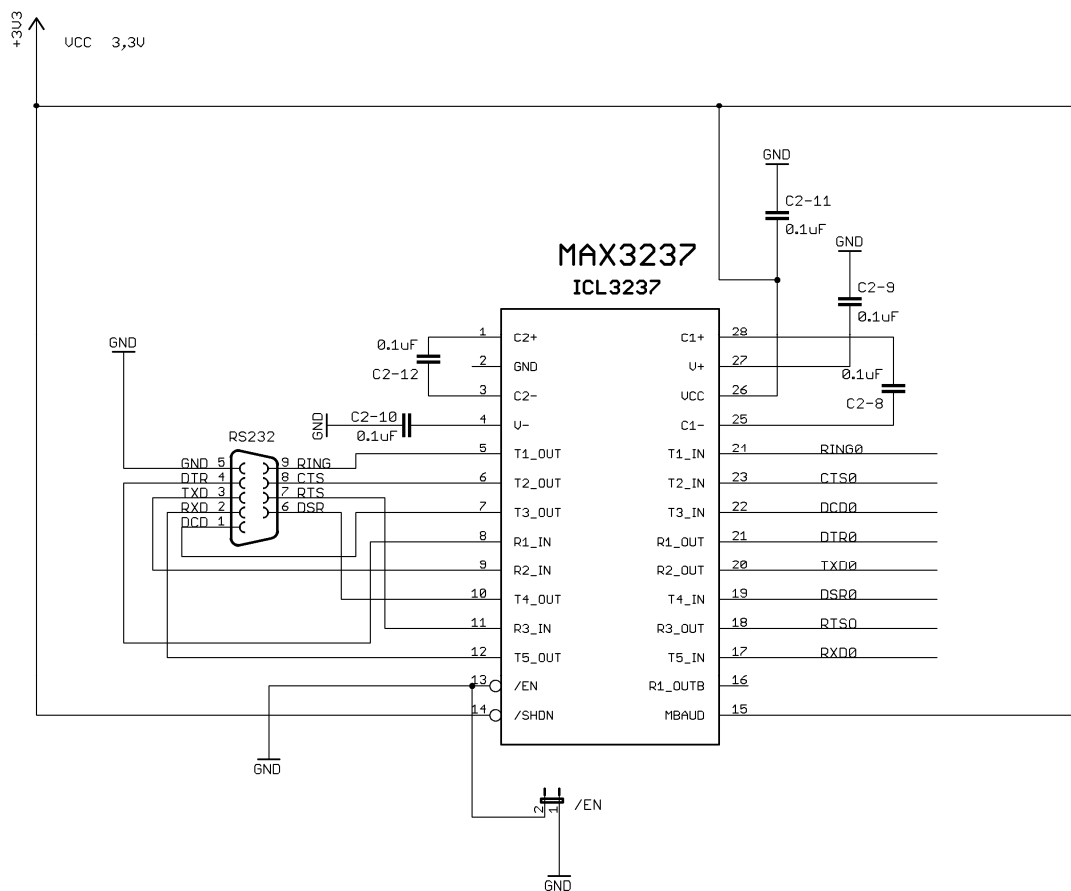 +3V3
VCC 3,3V
GND
C2-11
0.1uF
GND
C2-9
0.1uF
MAX3237
ICL3237
GND
0.1uF
C2-12
1 C2+ C1+ 28
2 GND V+ 27
3 C2- VCC 26
4 V- C1- 25
0.1uF
C2-8
GND
C2-10
0.1uF
RS232
GND 5 9 RING
DTR 4 8 CTS
TXD 3 7 RTS
RXD 2 6 DSR
DCD 1
5 T1_OUT T1_IN 24 RING0
6 T2_OUT T2_IN 23 CTS0
7 T3_OUT T3_IN 22 DCD0
8 R1_IN R1_OUT 21 DTR0
9 R2_IN R2_OUT 20 TXD0
10 T4_OUT T4_IN 19 DSR0
11 R3_IN R3_OUT 18 RTS0
12 T5_OUT T5_IN 17 RXD0
13 /EN R1_OUTB 16
14 /SHDN MBAUD 15
GND
2 1 /EN
GND